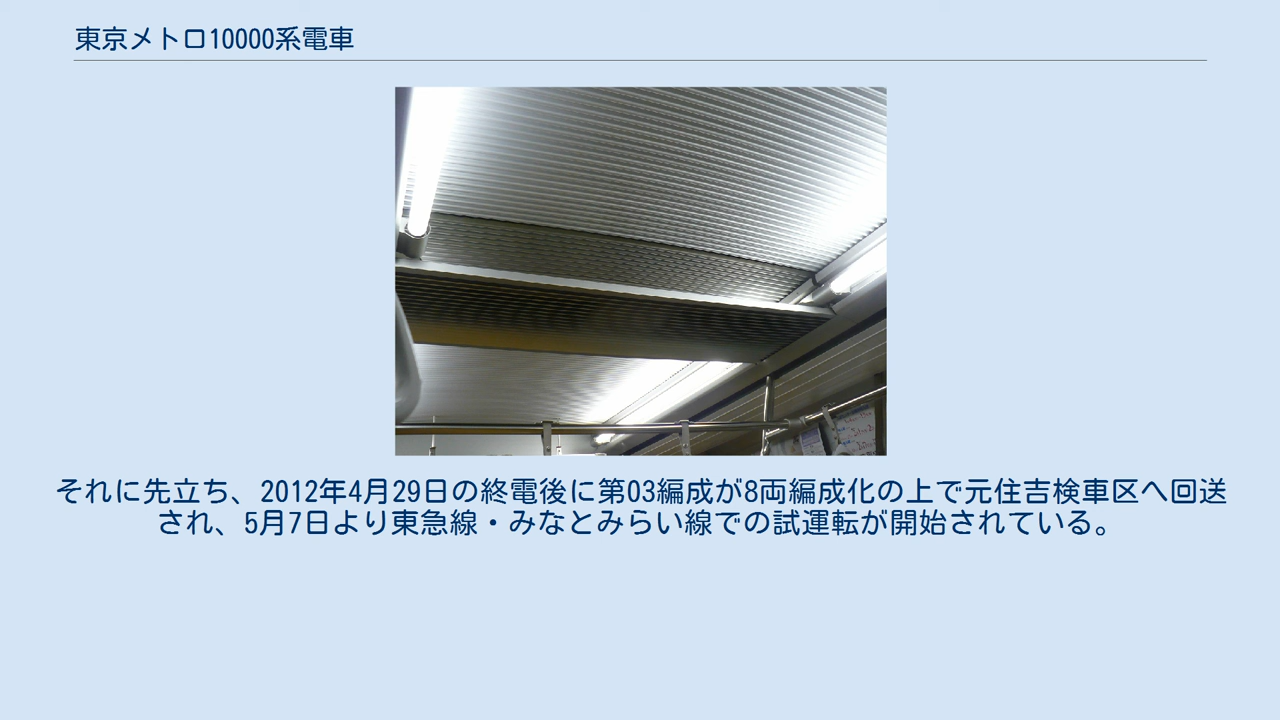 東京メトロ10000系電車
それに先立ち、2012年4月29日の終電後に第03編成が8両編成化の上で元住吉検車区へ回送
され、5月7日より東急線・みなとみらい線での試運転が開始されている。